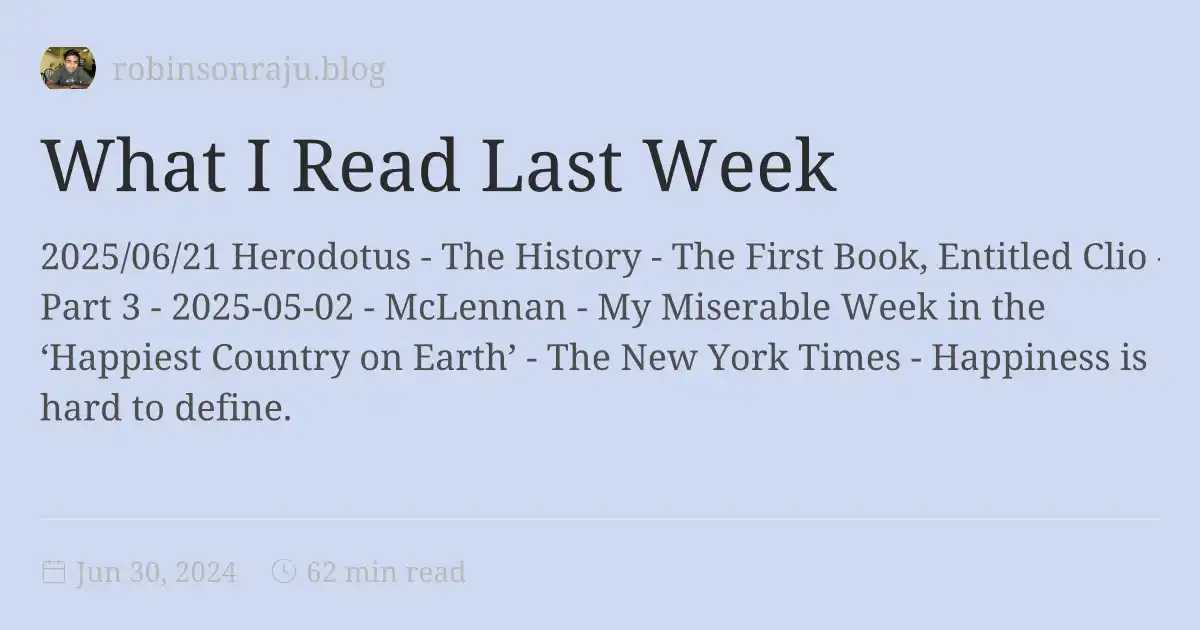 robinsonraju.blog
What I Read Last Week
2025/06/21 Herodotus - The History - The First Book, Entitled Clio -
Part 3 - 2025-05-02 - McLennan - My Miserable Week in the
‘Happiest Country on Earth’ - The New York Times - Happiness is
hard to define.
Jun 30, 2024 62 min read